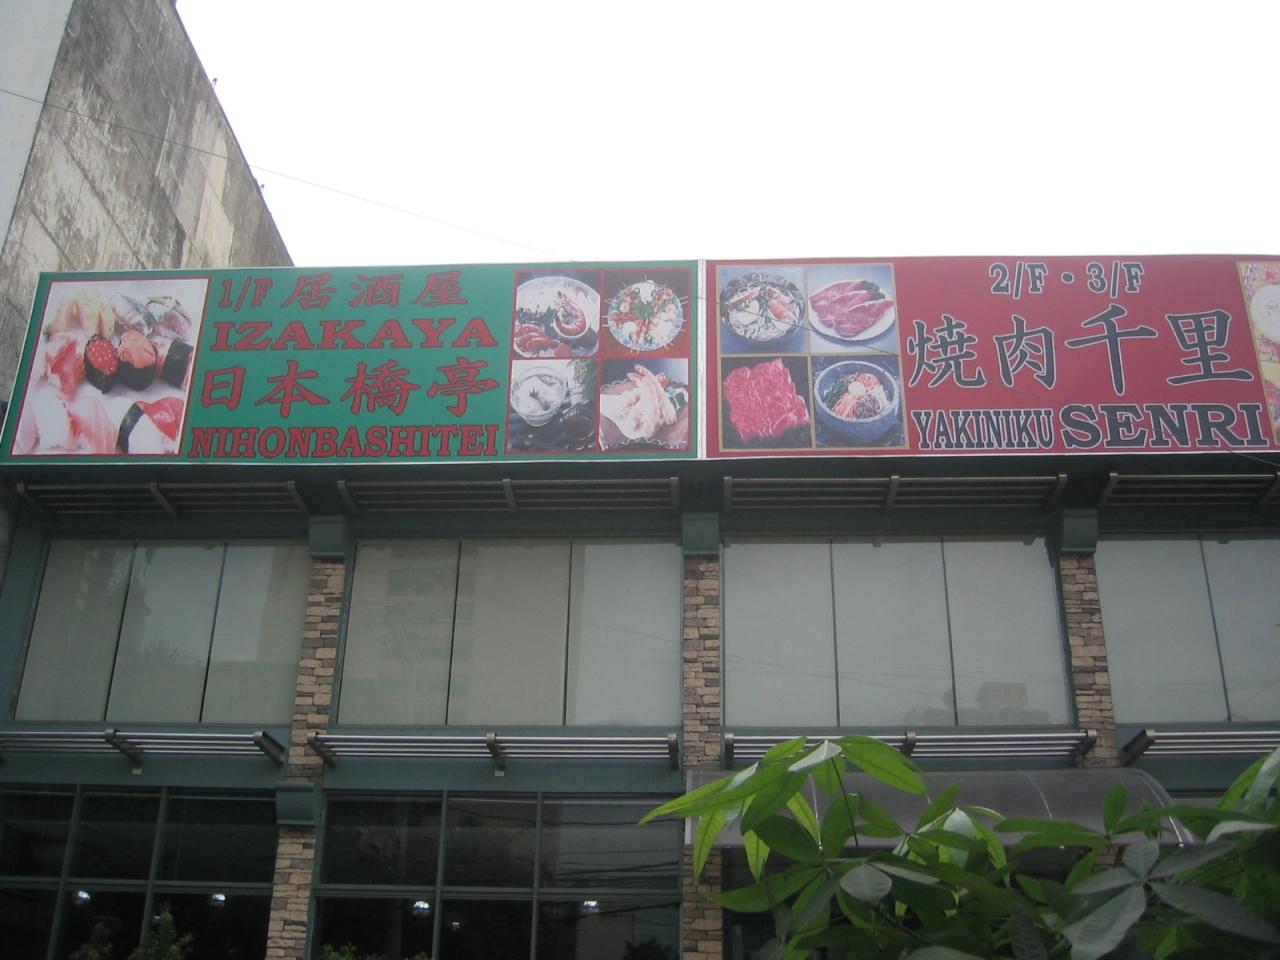 1/F 居酒屋
IZAKAYA
日本橋亭
NIHONBASHITEI
2/F・3/F
焼肉千里
YAKINIKU SENRI